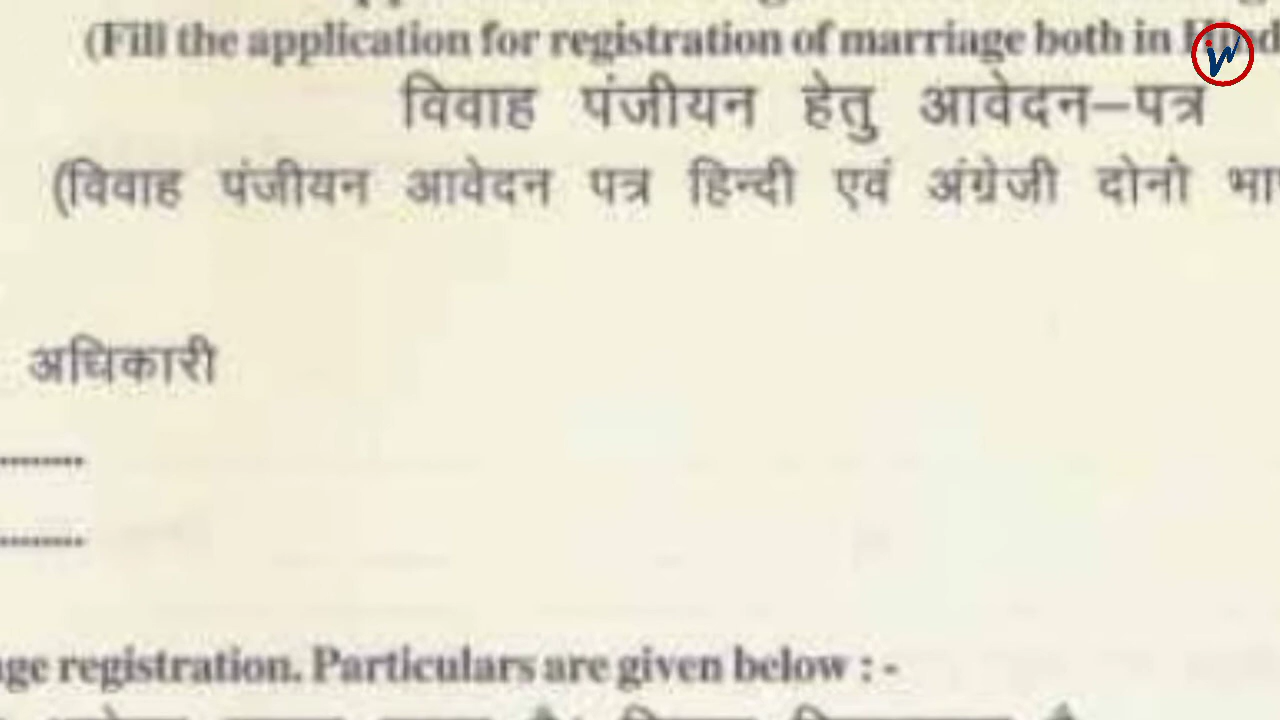 (Fill the application for registration of marriage both in
विवाह पंजीयन हेतु आवेदन–पत्र
(विवाह पंजीयन आवेदन पत्र हिन्दी एवं अंग्रेजी दोनो
अधिकारी
.........
.........
registration. Particulars are given below : -